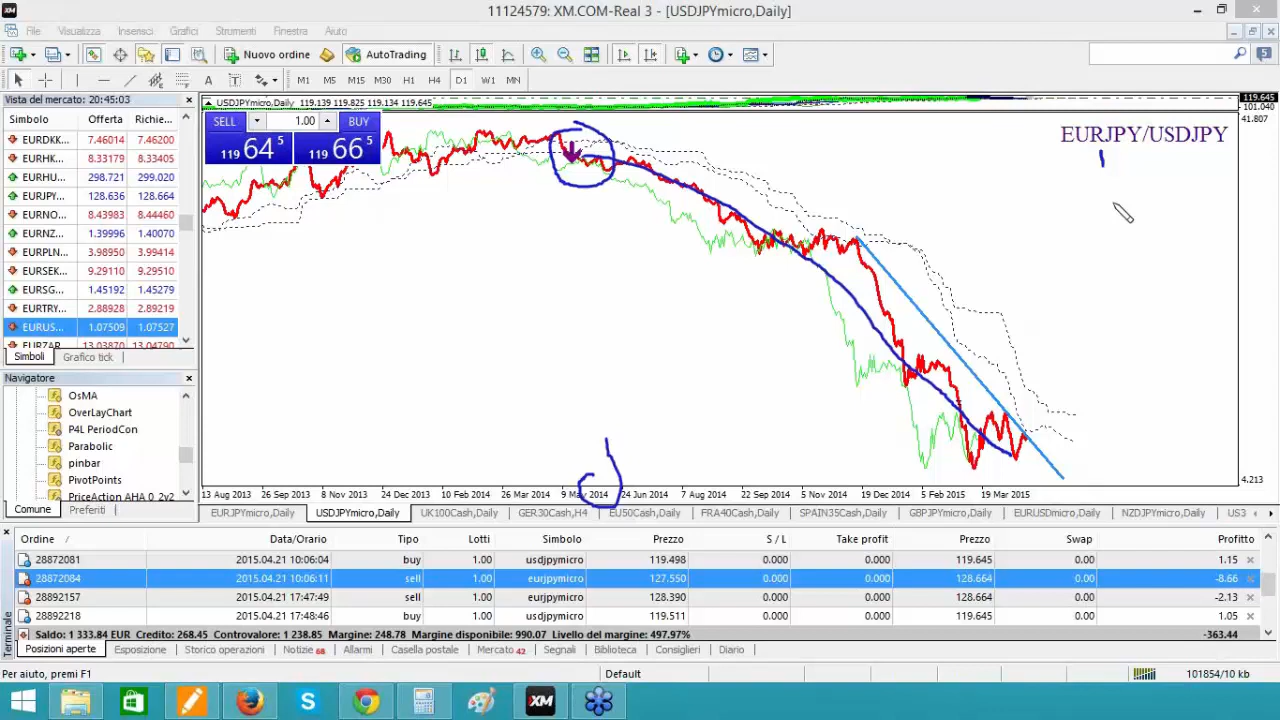 11124579: XM.COM-Real 3 - [USDJPYmicro,Daily]
File Visualizza Inserisci Grafici Strumenti Finestra Aiuto
Nuovo ordine AutoTrading
5
A T M1 M5 M15 M30 H1 H4 D1 W1 MN
Vista del mercato: 20:45:03
Simbolo Offerta Richie...
EURDKK... 7.46014 7.46200
EURHK... 8.33179 8.33405
EURHU... 298.721 299.020
EURJPY... 128.636 128.664
EURNO... 8.43983 8.44460
EURNZ... 1.39996 1.40070
EURPLN... 3.98950 3.99414
EURSEK... 9.29110 9.29510
EURSG... 1.45192 1.45279
EURTRY... 2.88928 2.89219
EURUS... 1.07509 1.07527
EURZAR 13.03870 13.04790
Simboli Grafico tick
Navigatore
OsMA
OverLayChart
P4L PeriodCon
Parabolic
pinbar
PivotPoints
PriceAction AHA 0 2v2
Comune Preferiti
USDJPYmicro,Daily 119.139 119.825 119.134 119.645
SELL 1.00 BUY
119 64 5 119 66 5
EURJPY/USDJPY
119.645
101.040
41.807
4.213
13 Aug 2013 26 Sep 2013 8 Nov 2013 24 Dec 2013 10 Feb 2014 26 Mar 2014 9 May 2014 24 Jun 2014 7 Aug 2014 22 Sep 2014 5 Nov 2014 19 Dec 2014 5 Feb 2015 19 Mar 2015
EURJPYmicro,Daily USDJPYmicro,Daily UK100Cash,Daily GER30Cash,H4 EU50Cash,Daily FRA40Cash,Daily SPAIN35Cash,Daily GBPJPYmicro,Daily EURUSDmicro,Daily NZDJPYmicro,Daily US3
Ordine Data/Orario Tipo Lotti Simbolo Prezzo S / L Take profit Prezzo Swap Profitto
28872081 2015.04.21 10:06:04 buy 1.00 usdjpymicro 119.498 0.000 0.000 119.645 0.00 1.15
28872084 2015.04.21 10:06:11 sell 1.00 eurjpymicro 127.550 0.000 0.000 128.664 0.00 -8.66
28892157 2015.04.21 17:47:49 sell 1.00 eurjpymicro 128.390 0.000 0.000 128.664 0.00 -2.13
28892218 2015.04.21 17:48:46 buy 1.00 usdjpymicro 119.511 0.000 0.000 119.645 0.00 1.05
Saldo: 1 333.84 EUR Credito: 268.45 Controvalore: 1 238.85 Margine: 248.78 Margine disponibile: 990.07 Livello del margine: 497.97% -363.44
Posizioni aperte Esposizione Storico operazioni Notizie 68 Allarmi Casella postale Mercato 42 Segnali Biblioteca Consiglieri Diario
Terminale
Per aiuto, premi F1 Default 101854/10 kb
XM